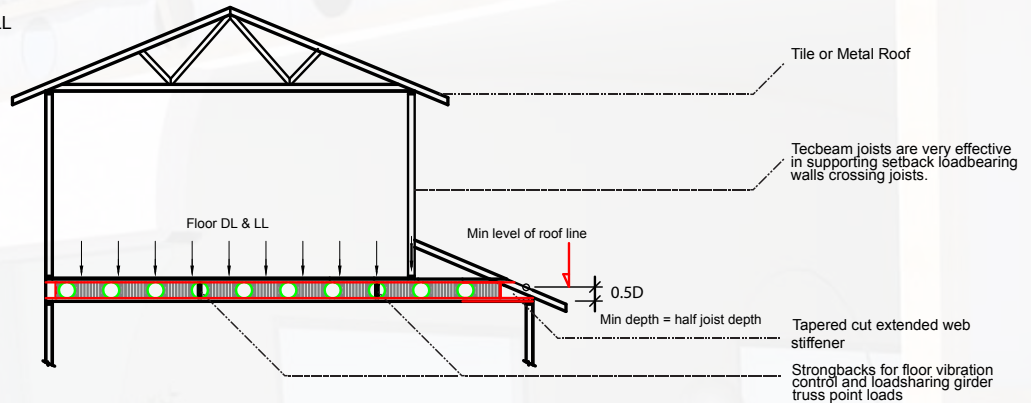 LL
Tile or Metal Roof
Tecbeam joists are very effective
in supporting setback loadbearing
walls crossing joists.
Floor DL & LL
Min level of roof line
0.5D
Min depth = half joist depth
Tapered cut extended web
stiffener
Strongbacks for floor vibration
control and loadsharing girder
truss point loads